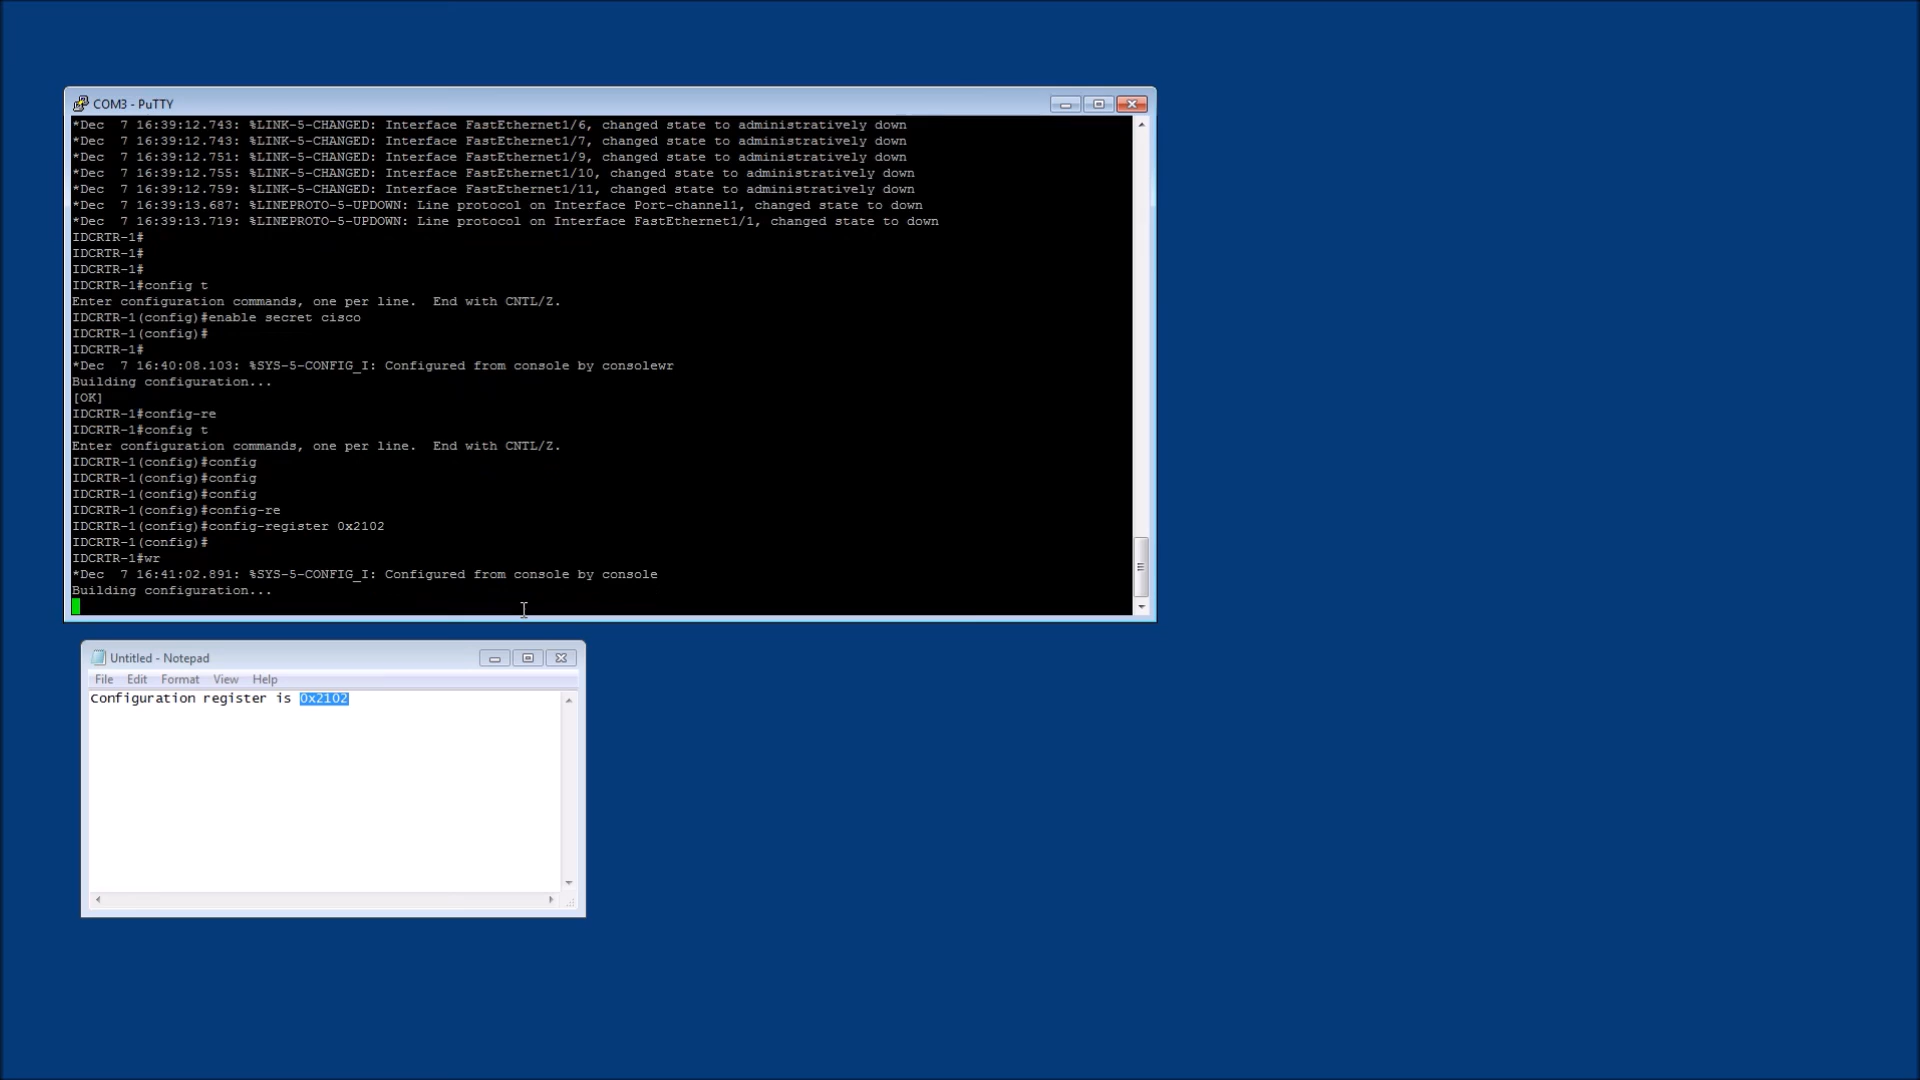 COM3 - PuTTY
*Dec  7 16:39:12.743: %LINK-5-CHANGED: Interface FastEthernet1/6, changed state to administratively down
*Dec  7 16:39:12.743: %LINK-5-CHANGED: Interface FastEthernet1/7, changed state to administratively down
*Dec  7 16:39:12.751: %LINK-5-CHANGED: Interface FastEthernet1/9, changed state to administratively down
*Dec  7 16:39:12.755: %LINK-5-CHANGED: Interface FastEthernet1/10, changed state to administratively down
*Dec  7 16:39:12.759: %LINK-5-CHANGED: Interface FastEthernet1/11, changed state to administratively down
*Dec  7 16:39:13.687: %LINEPROTO-5-UPDOWN: Line protocol on Interface Port-channel1, changed state to down
*Dec  7 16:39:13.719: %LINEPROTO-5-UPDOWN: Line protocol on Interface FastEthernet1/1, changed state to down
IDCRTR-1#
IDCRTR-1#
IDCRTR-1#
IDCRTR-1#config t
Enter configuration commands, one per line.  End with CNTL/Z.
IDCRTR-1(config)#enable secret cisco
IDCRTR-1(config)#
IDCRTR-1#
*Dec  7 16:40:08.103: %SYS-5-CONFIG_I: Configured from console by consolewr
Building configuration...
[OK]
IDCRTR-1#config-re
IDCRTR-1#config t
Enter configuration commands, one per line.  End with CNTL/Z.
IDCRTR-1(config)#config
IDCRTR-1(config)#config
IDCRTR-1(config)#config
IDCRTR-1(config)#config-re
IDCRTR-1(config)#config-register 0x2102
IDCRTR-1(config)#
IDCRTR-1#wr
*Dec  7 16:41:02.891: %SYS-5-CONFIG_I: Configured from console by console
Building configuration...
Untitled - Notepad
File Edit Format View Help
Configuration register is 0x2102